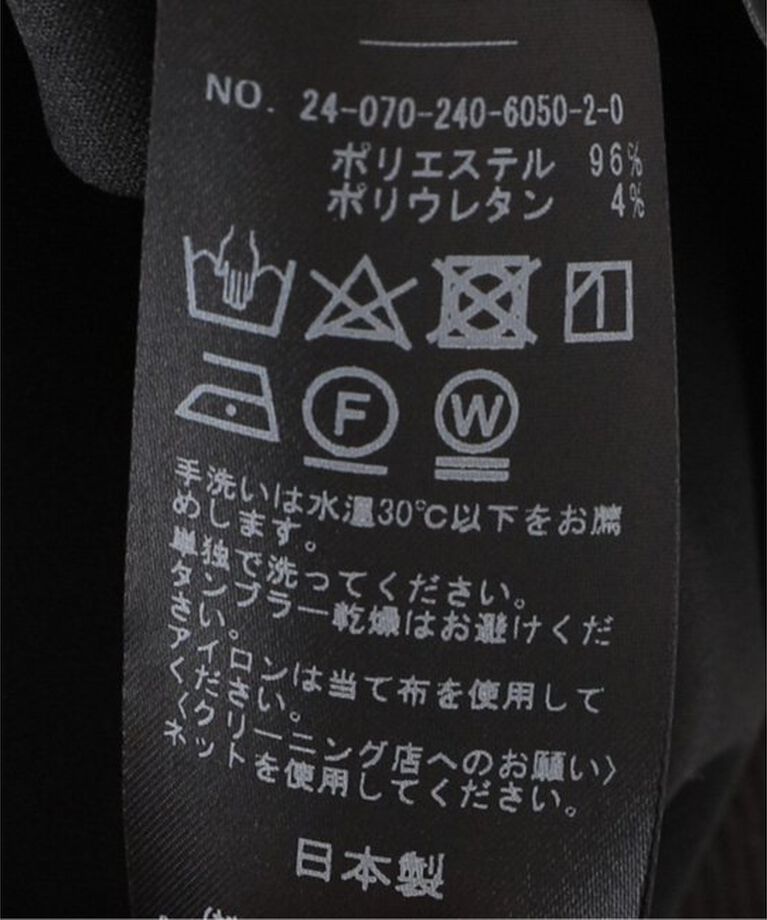 NO. 24-070-240-6050-2-0
ポリエステル 96%
ポリウレタン 4%
F W
手洗いは水温30℃以下をお薦
めします。
単独で洗ってください。
タンブラー乾燥はお避けくだ
さい。
アイロンは当て布を使用して
ください。
〈クリーニング店へのお願い〉
ネットを使用してください。
日本製